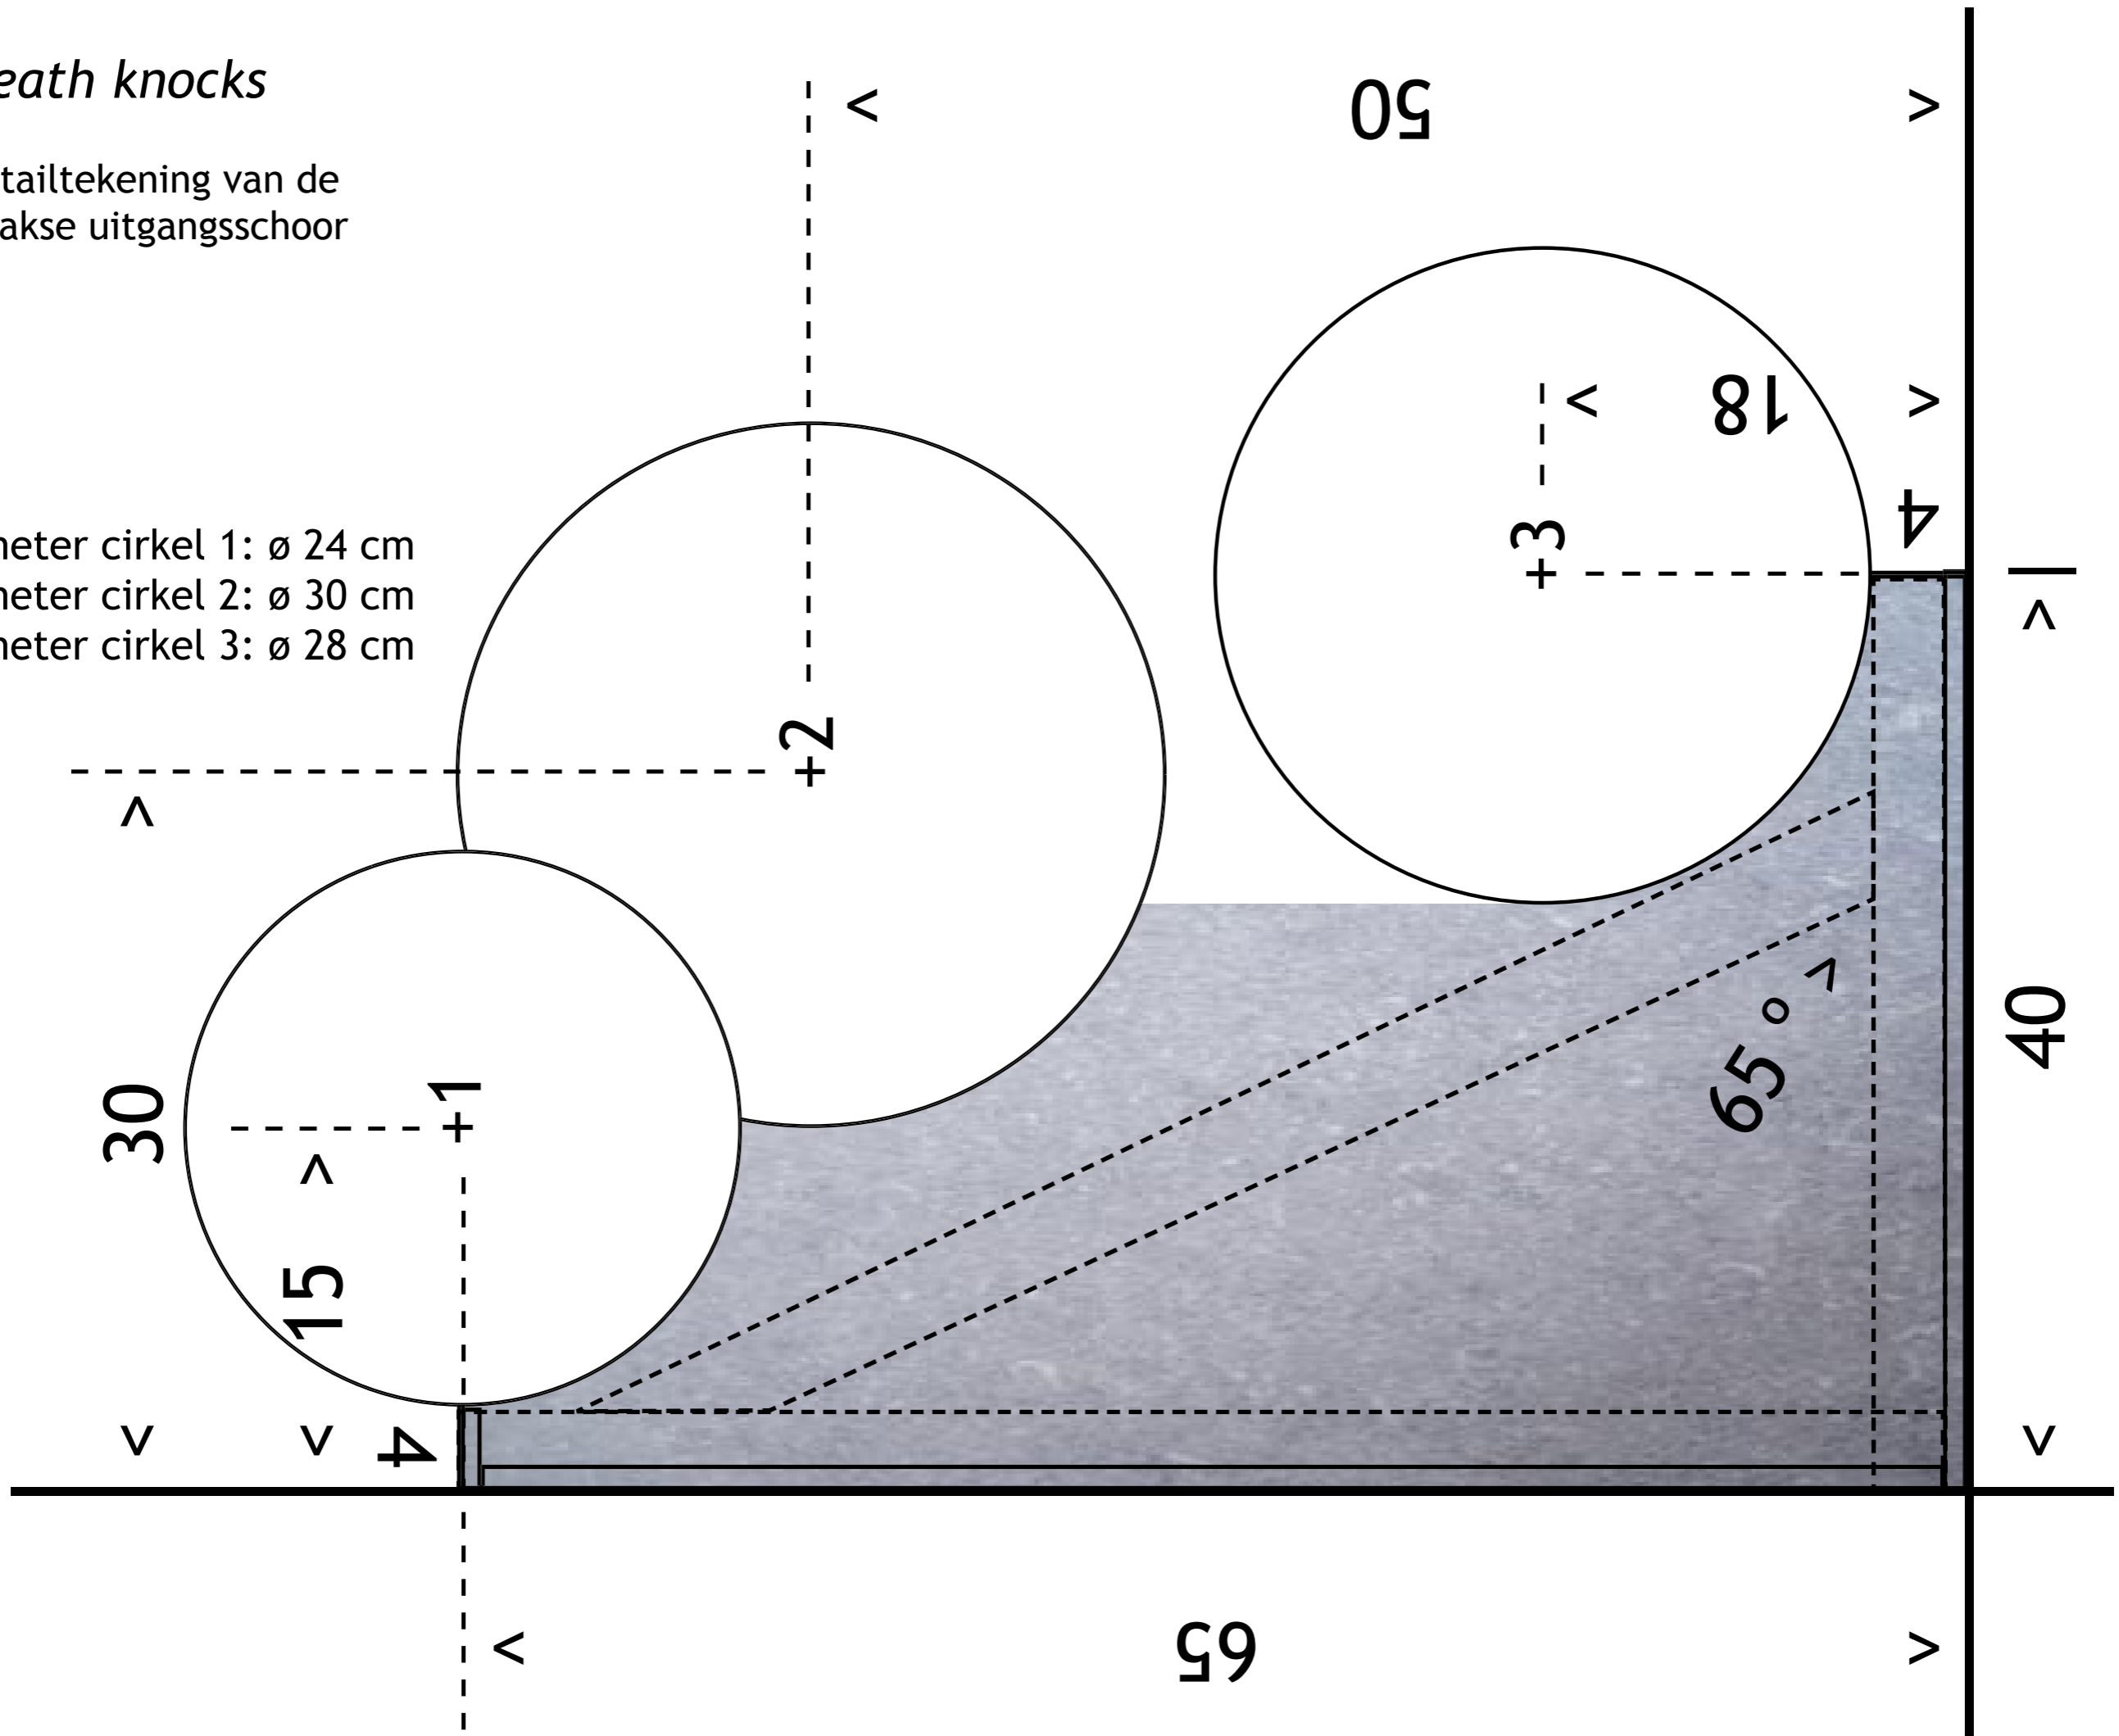 eath knocks
tailtekening van de
akse uitgangsschoor
neter cirkel 1: ø 24 cm
neter cirkel 2: ø 30 cm
neter cirkel 3: ø 28 cm
< 50 >
< 18 >
4
+3
+2
+1
30
15
4
65 º >
40
< 65 >